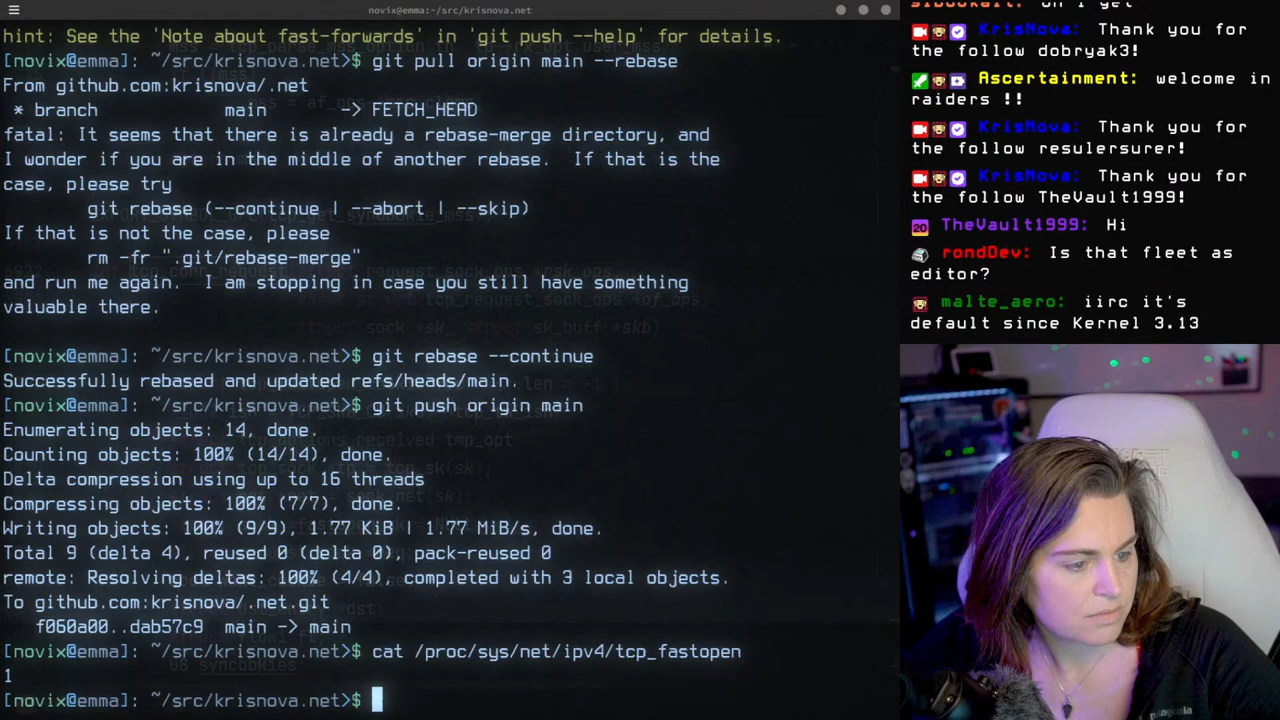 novix@emma:~/src/krisnova.net
hint: See the 'Note about fast-forwards' in 'git push --help' for details.
[novix@emma]: ~/src/krisnova.net>$ git pull origin main --rebase
From github.com:krisnova/.net
 * branch            main       -> FETCH_HEAD
fatal: It seems that there is already a rebase-merge directory, and
I wonder if you are in the middle of another rebase.  If that is the
case, please try
        git rebase (--continue | --abort | --skip)
If that is not the case, please
        rm -fr ".git/rebase-merge"
and run me again.  I am stopping in case you still have something
valuable there.
[novix@emma]: ~/src/krisnova.net>$ git rebase --continue
Successfully rebased and updated refs/heads/main.
[novix@emma]: ~/src/krisnova.net>$ git push origin main
Enumerating objects: 14, done.
Counting objects: 100% (14/14), done.
Delta compression using up to 16 threads
Compressing objects: 100% (7/7), done.
Writing objects: 100% (9/9), 1.77 KiB | 1.77 MiB/s, done.
Total 9 (delta 4), reused 0 (delta 0), pack-reused 0
remote: Resolving deltas: 100% (4/4), completed with 3 local objects.
To github.com:krisnova/.net.git
   f060a00..dab57c9  main -> main
[novix@emma]: ~/src/krisnova.net>$ cat /proc/sys/net/ipv4/tcp_fastopen
1
[novix@emma]: ~/src/krisnova.net>$
KrisNova: Thank you for
the follow dobryak3!
Ascertainment: welcome in
raiders !!
KrisNova: Thank you for
the follow resulersurer!
KrisNova: Thank you for
the follow TheVault1999!
20 TheVault1999: Hi
rondDev: Is that fleet as
editor?
malte_aero: iirc it's
default since Kernel 3.13